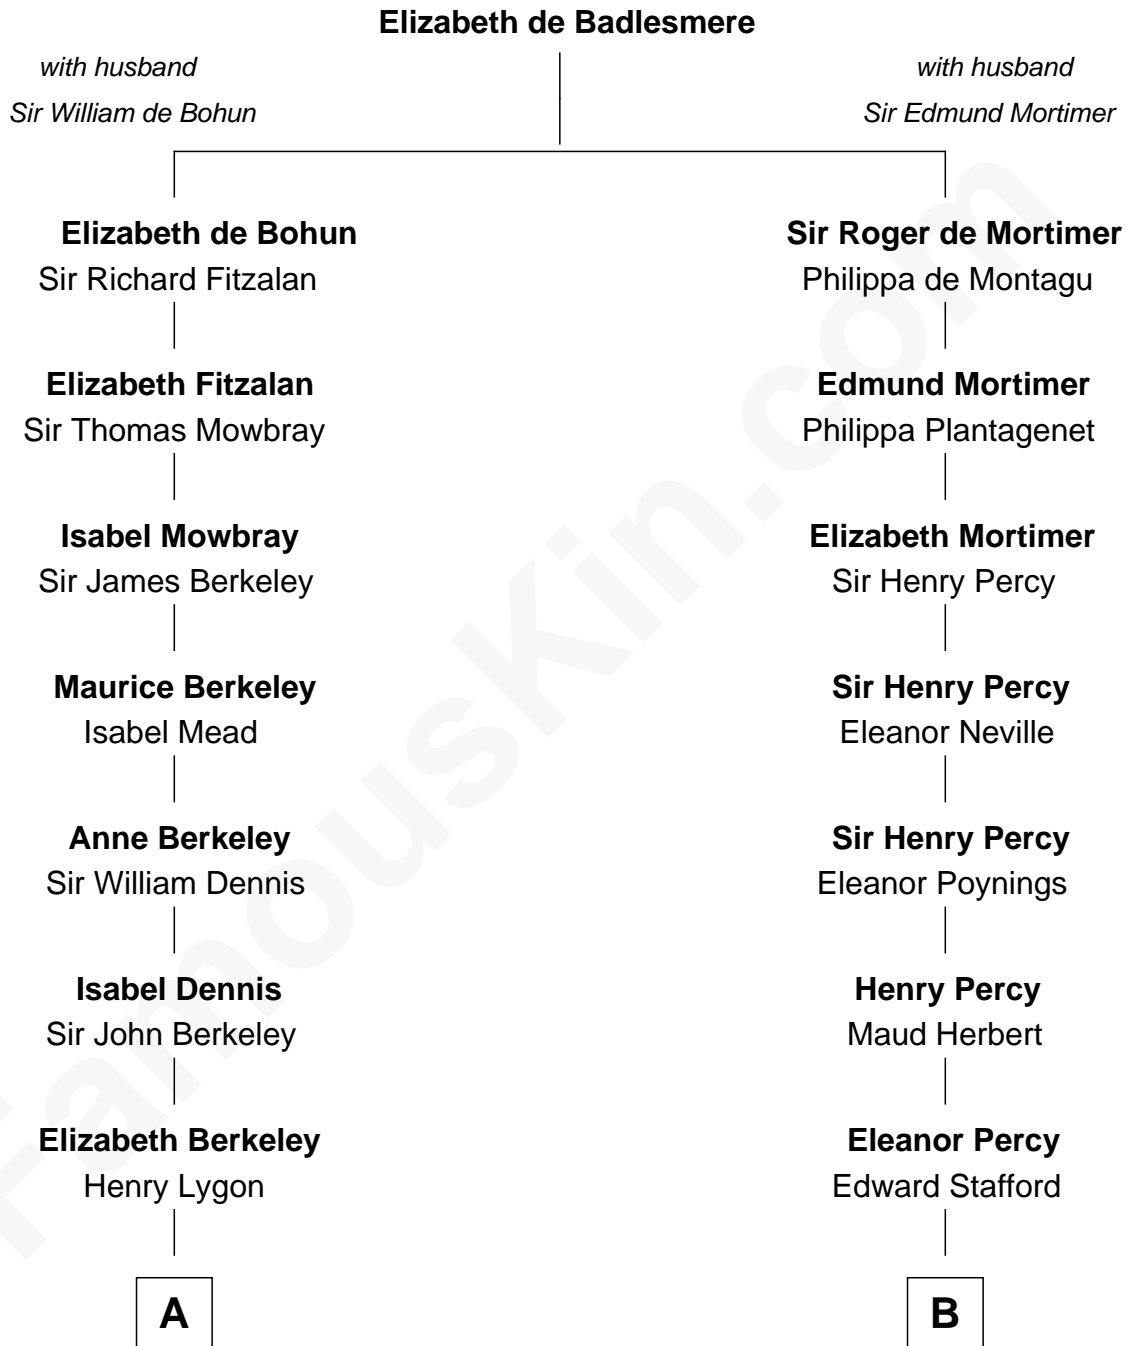 Elizabeth de Badlesmere
with husband
Sir William de Bohun
with husband
Sir Edmund Mortimer
Elizabeth de Bohun
Sir Richard Fitzalan
Elizabeth Fitzalan
Sir Thomas Mowbray
Isabel Mowbray
Sir James Berkeley
Maurice Berkeley
Isabel Mead
Anne Berkeley
Sir William Dennis
Isabel Dennis
Sir John Berkeley
Elizabeth Berkeley
Henry Lygon
A
Sir Roger de Mortimer
Philippa de Montagu
Edmund Mortimer
Philippa Plantagenet
Elizabeth Mortimer
Sir Henry Percy
Sir Henry Percy
Eleanor Neville
Sir Henry Percy
Eleanor Poynings
Henry Percy
Maud Herbert
Eleanor Percy
Edward Stafford
B
FamousKin.com